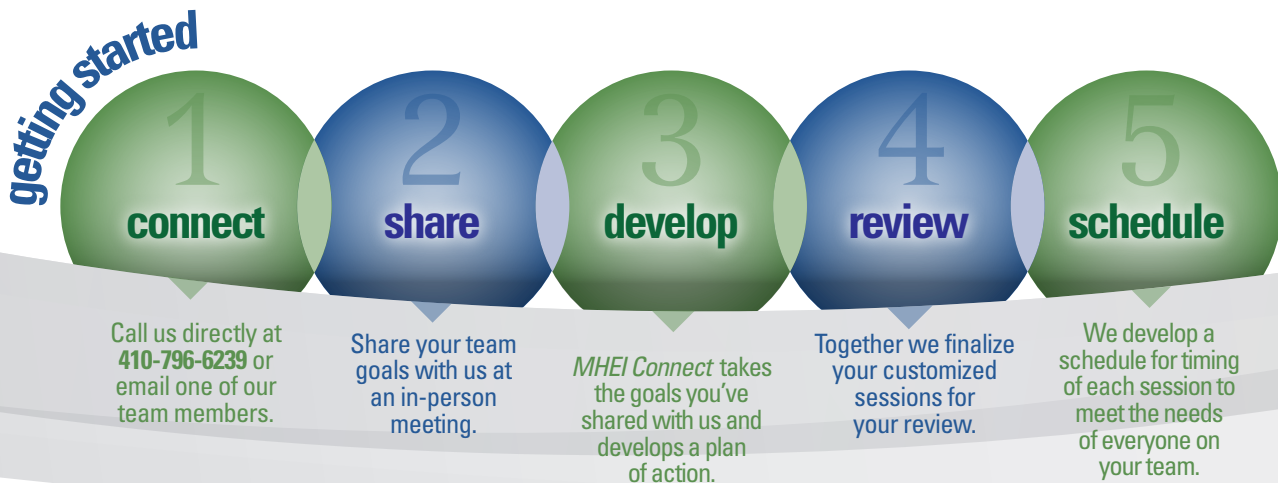 getting started
1
connect
Call us directly at
410-796-6239 or
email one of our
team members.
2
share
Share your team
goals with us at
an in-person
meeting.
3
develop
MHEI Connect takes
the goals you've
shared with us and
develops a plan
of action.
4
review
Together we finalize
your customized
sessions for
your review.
5
schedule
We develop a
schedule for timing
of each session to
meet the needs
of everyone on
your team.